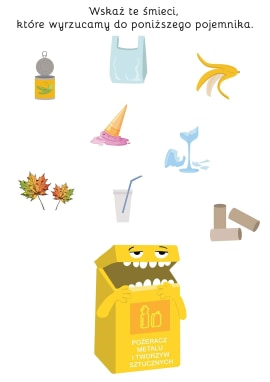 Wskaż te śmieci,
które wyrzucamy do poniższego pojemnika.
POŻERACZ
METALU
I TWORZYW
SZTUCZNYCH